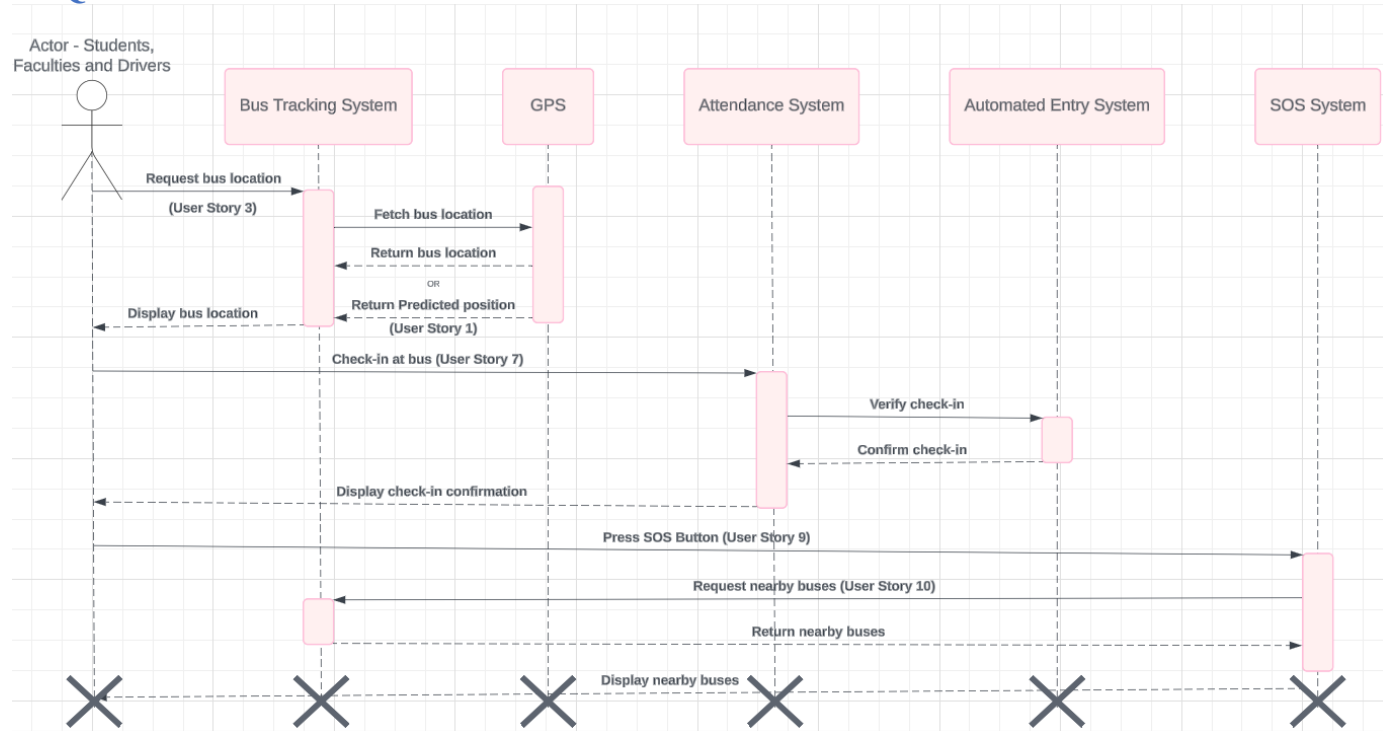 Actor - Students,
Faculties and Drivers
Bus Tracking System
GPS
Attendance System
Automated Entry System
SOS System
Request bus location
(User Story 3)
Fetch bus location
Return bus location
OR
Return Predicted position
(User Story 1)
Display bus location
Check-in at bus (User Story 7)
Verify check-in
Confirm check-in
Display check-in confirmation
Press SOS Button (User Story 9)
Request nearby buses (User Story 10)
Return nearby buses
Display nearby buses